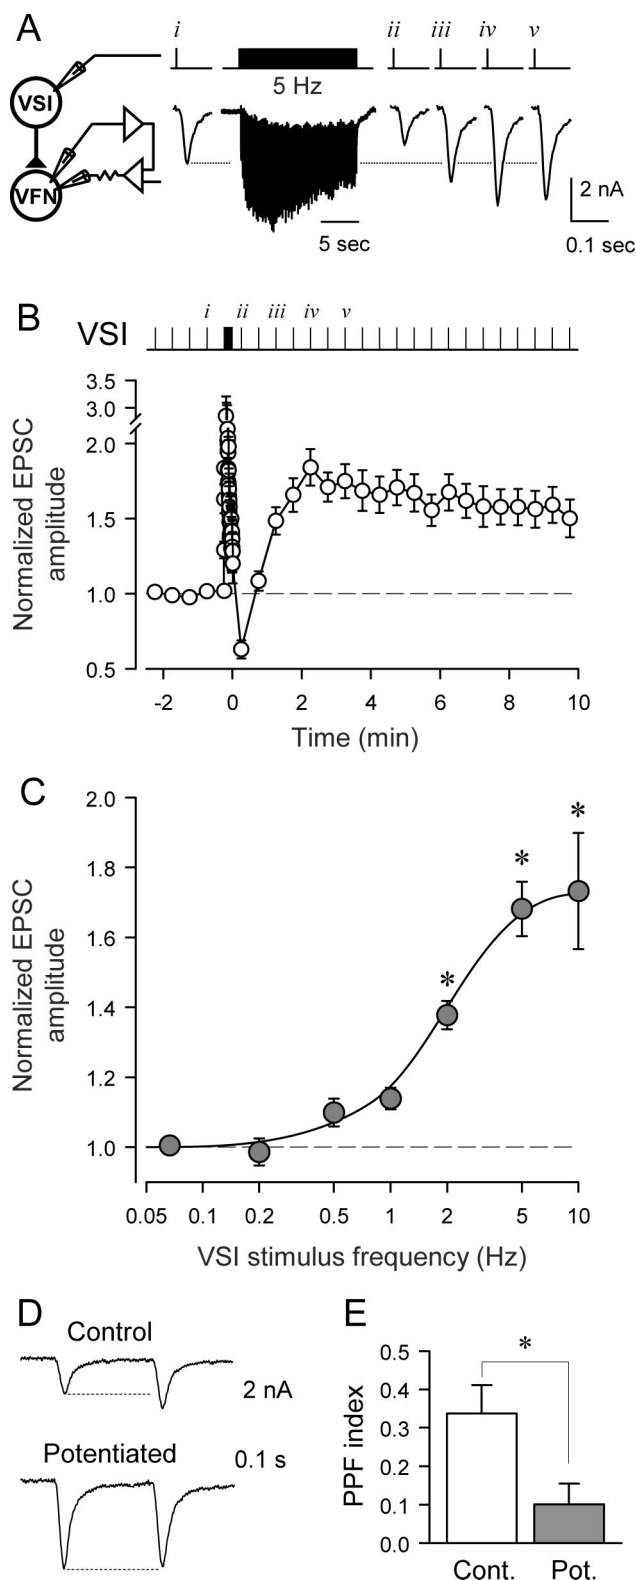 A
i
ii
iii
iv
v
5 Hz
VSI
VFN
2 nA
5 sec
0.1 sec
B
i
ii
iii
iv
v
VSI
3.5
3.0
2.0
1.5
1.0
0.5
Normalized EPSC
amplitude
-2
0
2
4
6
8
10
Time (min)
C
2.0
1.8
1.6
1.4
1.2
1.0
Normalized EPSC
amplitude
*
*
*
0.05
0.1
0.2
0.5
1
2
5
10
VSI stimulus frequency (Hz)
D
Control
2 nA
Potentiated
0.1 s
E
0.5
0.4
0.3
0.2
0.1
0.0
PPF index
*
Cont.
Pot.